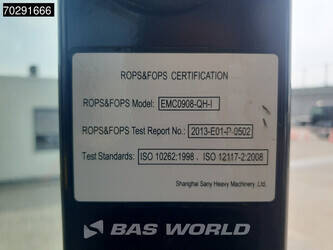 70291666
ROPS&FOPS CERTIFICATION
ROPS&FOPS Model: EMC0908-QH-I
ROPS&FOPS Test Report No.: 2013-E01-P-0502
Test Standards: ISO 10262:1998 、 ISO 12117-2:2008
Shanghai Sany Heavy Machinery Ltd.
BAS WORLD